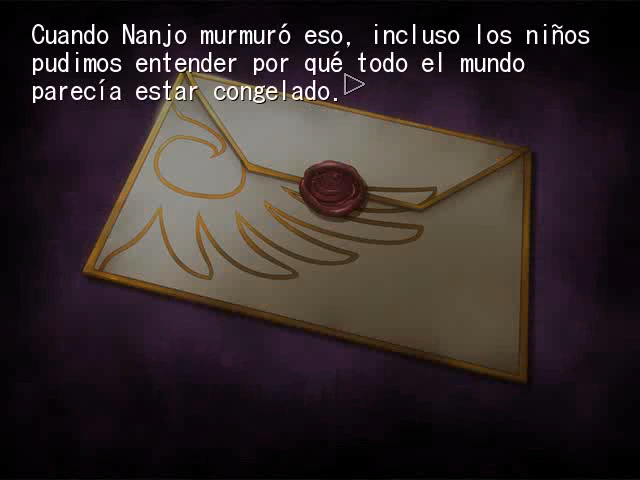 Cuando Nanjo murmuró eso, incluso los niños
pudimos entender por qué todo el mundo
parecía estar congelado.